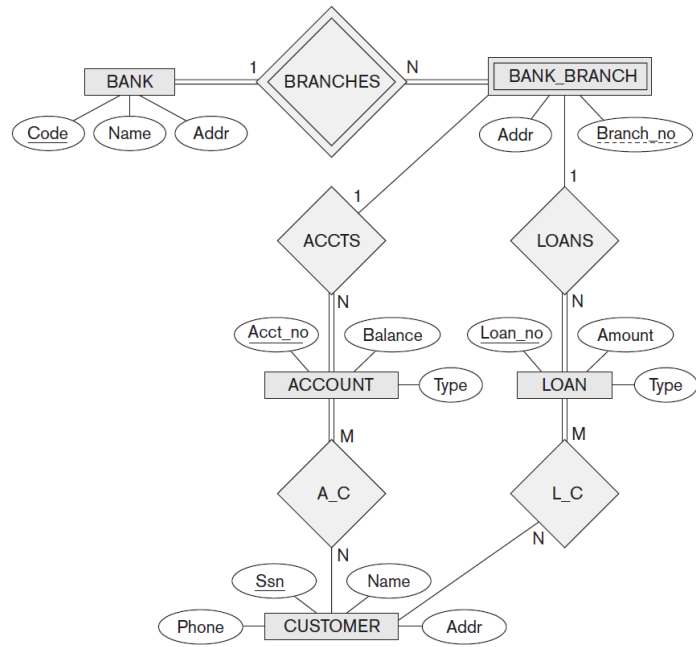 1
N
BANK
BRANCHES
BANK_BRANCH
Code
Name
Addr
Addr
Branch_no
1
1
ACCTS
LOANS
N
N
Acct_no
Balance
Loan_no
Amount
ACCOUNT
Type
LOAN
Type
M
M
A_C
L_C
N
N
Ssn
Name
Phone
CUSTOMER
Addr